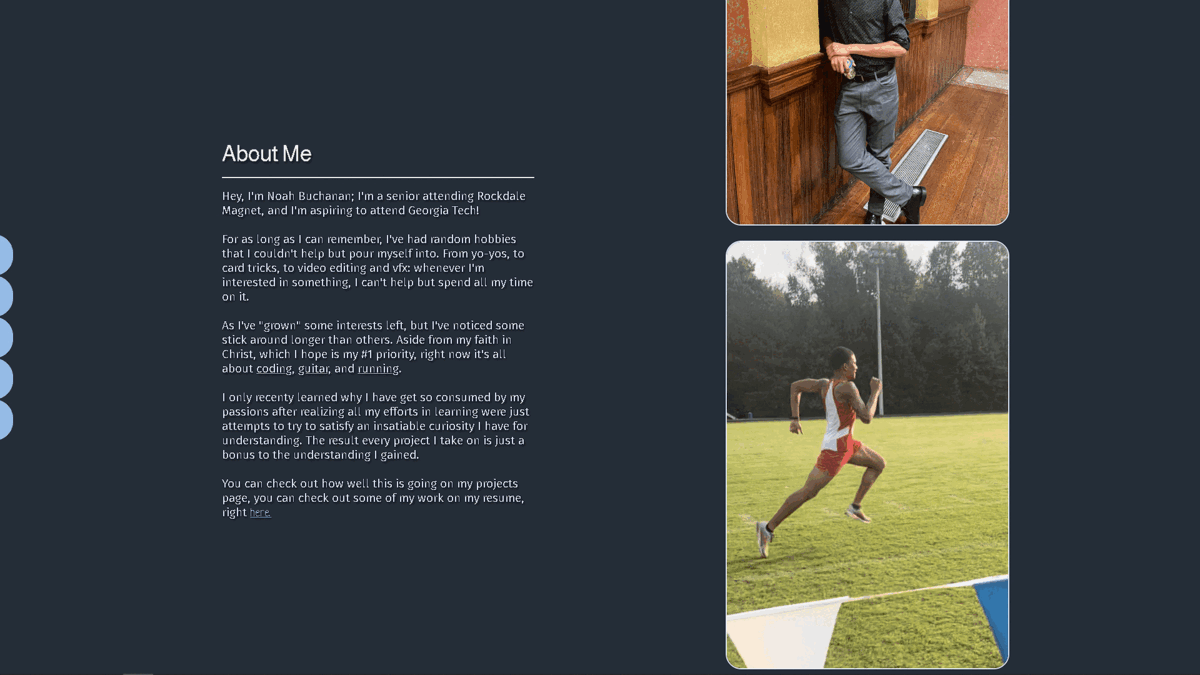 About Me
Hey, I'm Noah Buchanan; I'm a senior attending Rockdale
Magnet, and I'm aspiring to attend Georgia Tech!
For as long as I can remember, I've had random hobbies
that I couldn't help but pour myself into. From yo-yos, to
card tricks, to video editing and vfx: whenever I'm
interested in something, I can't help but spend all my time
on it.
As I've "grown" some interests left, but I've noticed some
stick around longer than others. Aside from my faith in
Christ, which I hope is my #1 priority, right now it's all
about coding, guitar, and running.
I only recenty learned why I have get so consumed by my
passions after realizing all my efforts in learning were just
attempts to try to satisfy an insatiable curiosity I have for
understanding. The result every project I take on is just a
bonus to the understanding I gained.
You can check out how well this is going on my projects
page, you can check out some of my work on my resume,
right here.